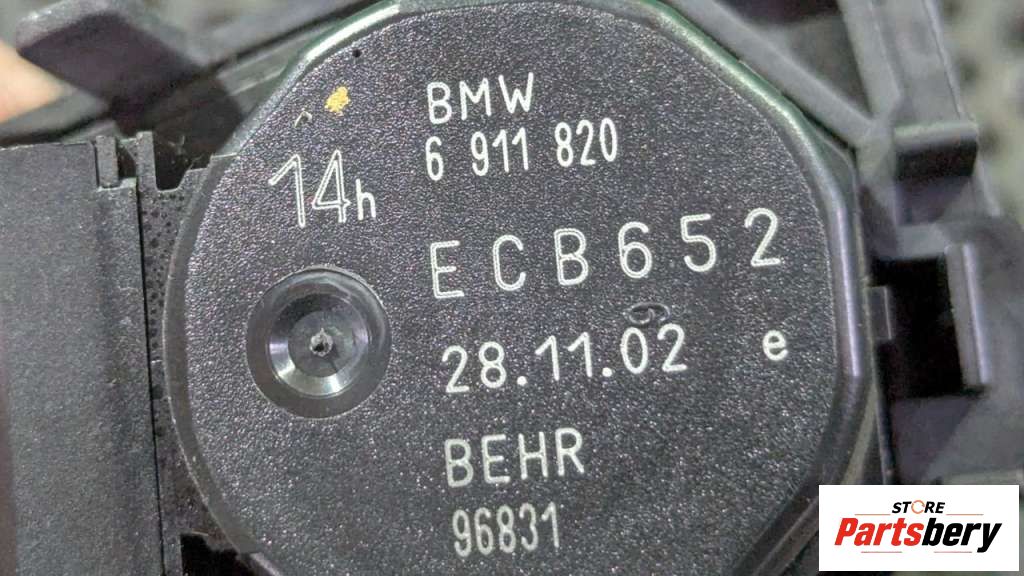 BMW
6 911 820
14h
ECB652
28.11.02 e
BEHR
96831
STORE
Partsbery